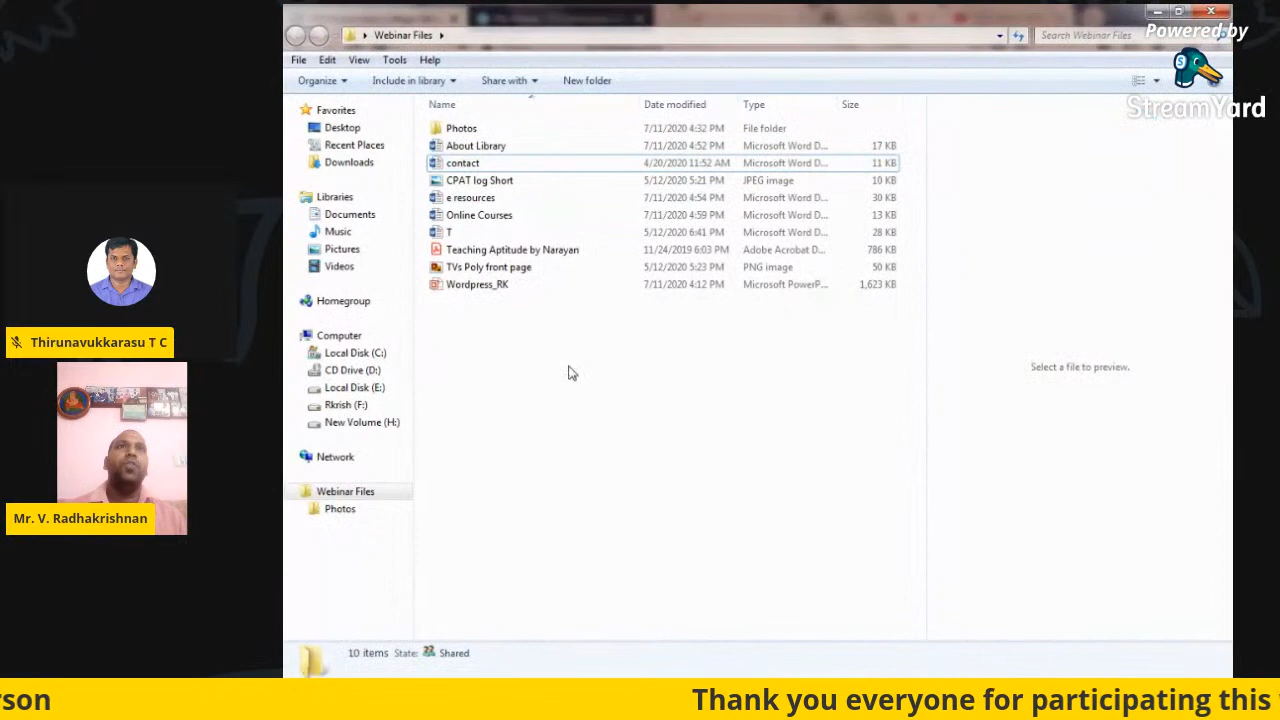 Webinar Files
Search Webinar Files
Powered by
StreamYard
File Edit View Tools Help
Organize Include in library Share with New folder
Name Date modified Type Size
Photos 7/11/2020 4:32 PM File folder
About Library 7/11/2020 4:52 PM Microsoft Word D... 17 KB
contact 4/20/2020 11:52 AM Microsoft Word D... 11 KB
CPAT log Short 5/12/2020 5:21 PM JPEG image 10 KB
e resources 7/11/2020 4:54 PM Microsoft Word D... 30 KB
Online Courses 7/11/2020 4:59 PM Microsoft Word D... 13 KB
T 5/12/2020 6:41 PM Microsoft Word D... 28 KB
Teaching Aptitude by Narayan 11/24/2019 6:03 PM Adobe Acrobat D... 786 KB
TVs Poly front page 5/12/2020 5:23 PM PNG image 50 KB
Wordpress_RK 7/11/2020 4:12 PM Microsoft PowerP... 1,623 KB
Favorites
Desktop
Recent Places
Downloads
Libraries
Documents
Music
Pictures
Videos
Homegroup
Computer
Local Disk (C:)
CD Drive (D:)
Local Disk (E:)
Rkrish (F:)
New Volume (H:)
Network
Webinar Files
Photos
Select a file to preview.
Thirunavukkarasu T C
Mr. V. Radhakrishnan
10 items State: Shared
rson Thank you everyone for participating this